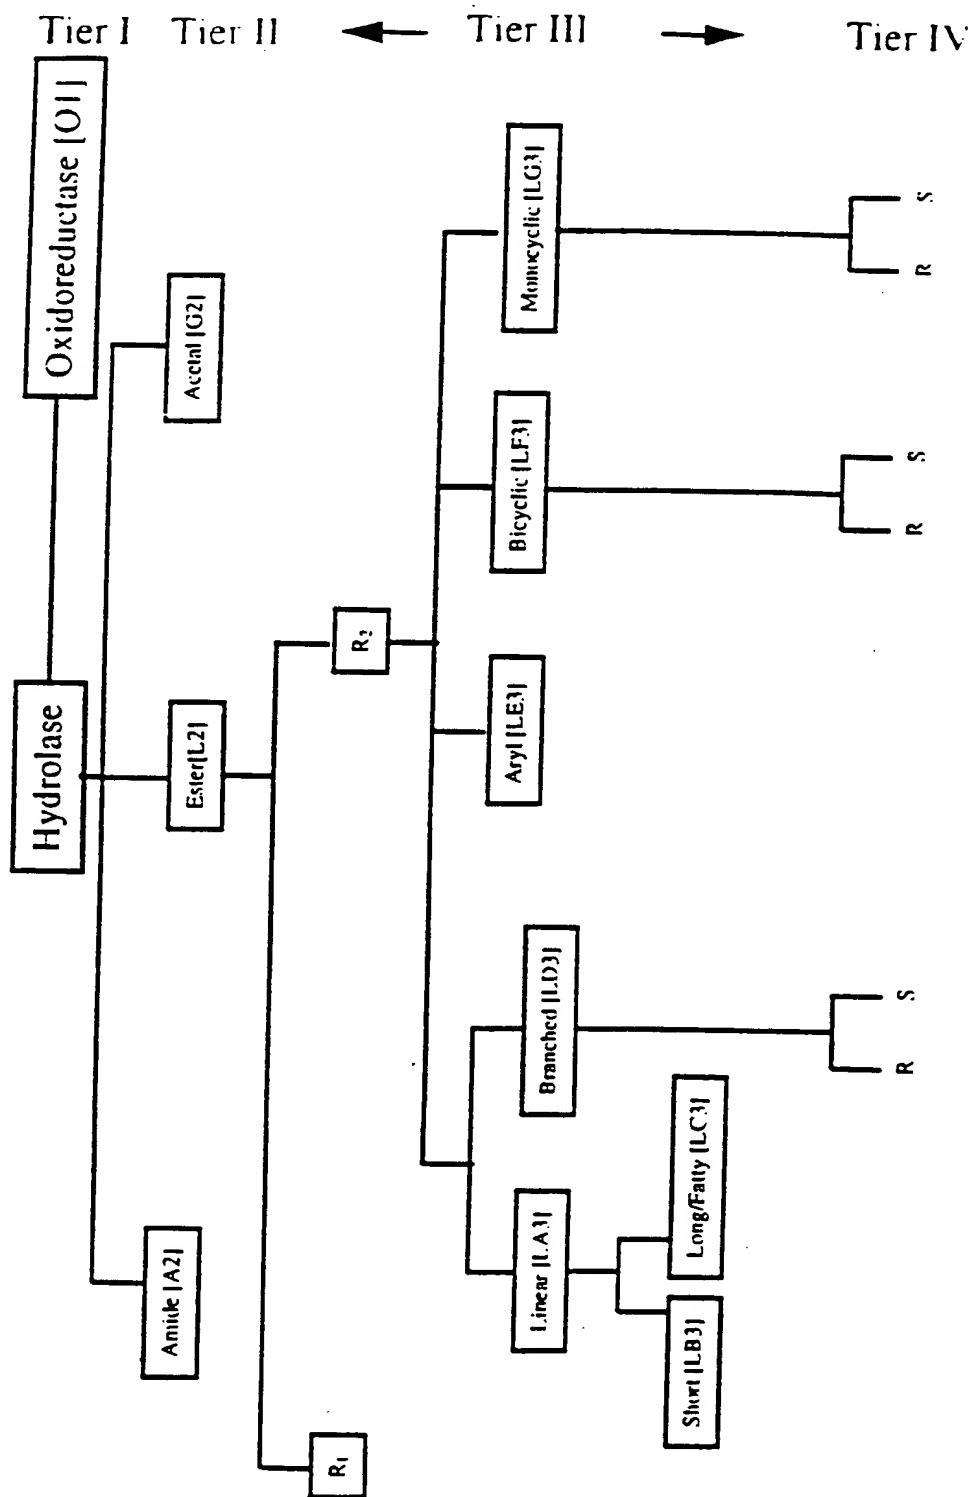 Tier I
Tier II
Tier III
Tier IV
Oxidoreductase [O1]
Hydrolase
Amide [A2]
Ester[L2]
Acetal [G2]
R1
R2
Linear [LA3]
Branched [LD3]
Aryl [LE3]
Bicyclic [LF3]
Monocyclic [LG3]
Short [LB3]
Long/Fatty [LC3]
R
S
R
S
R
S